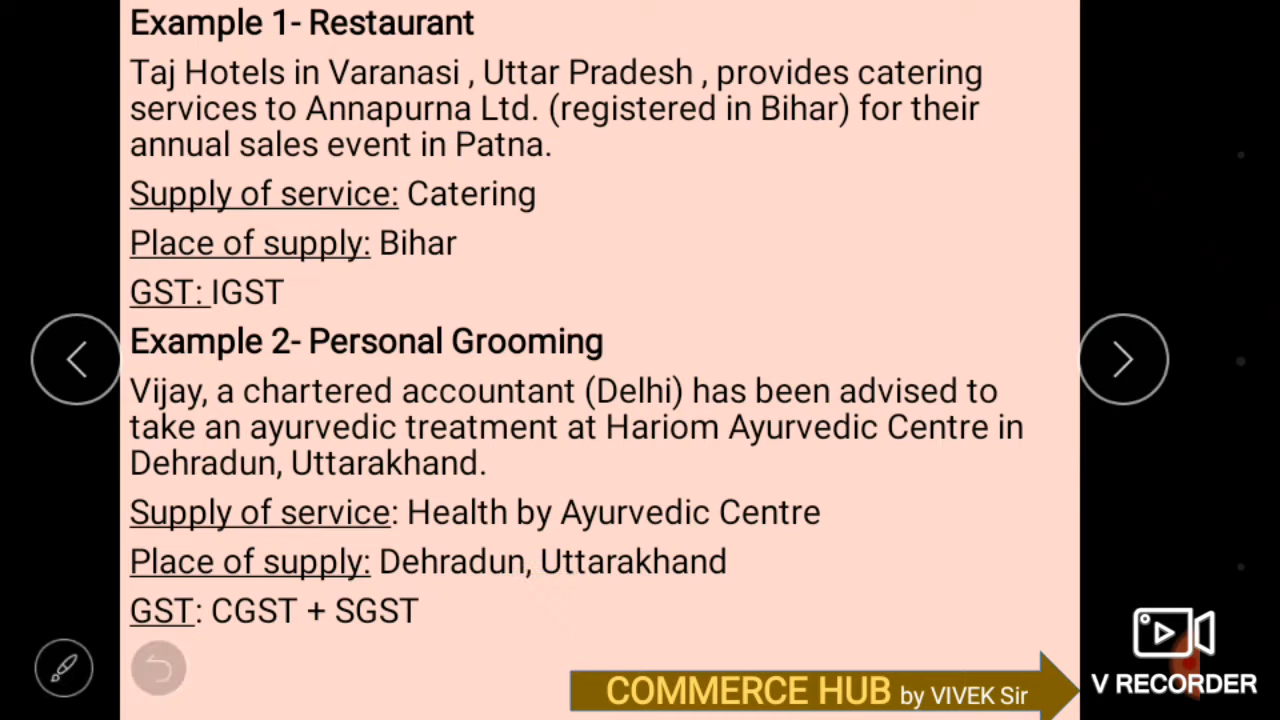 Example 1- Restaurant
Taj Hotels in Varanasi , Uttar Pradesh , provides catering
services to Annapurna Ltd. (registered in Bihar) for their
annual sales event in Patna.
Supply of service: Catering
Place of supply: Bihar
GST: IGST
Example 2- Personal Grooming
Vijay, a chartered accountant (Delhi) has been advised to
take an ayurvedic treatment at Hariom Ayurvedic Centre in
Dehradun, Uttarakhand.
Supply of service: Health by Ayurvedic Centre
Place of supply: Dehradun, Uttarakhand
GST: CGST + SGST
COMMERCE HUB by VIVEK Sir
V RECORDER